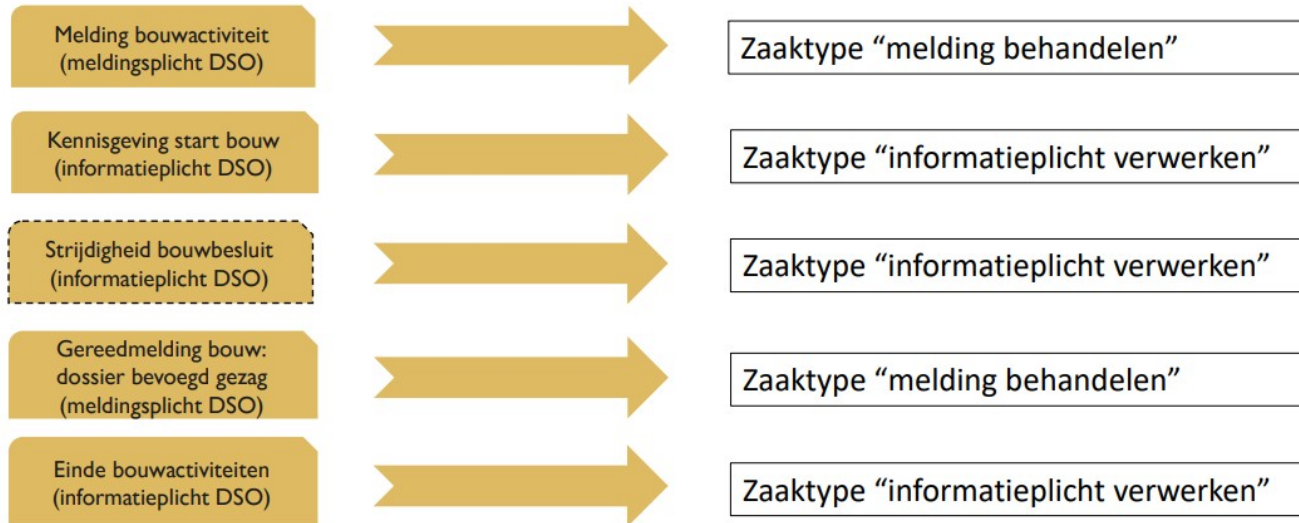 Melding bouwactiviteit
(meldingsplicht DSO)
Zaaktype “melding behandelen”
Kennisgeving start bouw
(informatieplicht DSO)
Zaaktype “informatieplicht verwerken”
Strijdigheid bouwbesluit
(informatieplicht DSO)
Zaaktype “informatieplicht verwerken”
Gereedmelding bouw:
dossier bevoegd gezag
(meldingsplicht DSO)
Zaaktype “melding behandelen”
Einde bouwactiviteiten
(informatieplicht DSO)
Zaaktype “informatieplicht verwerken”